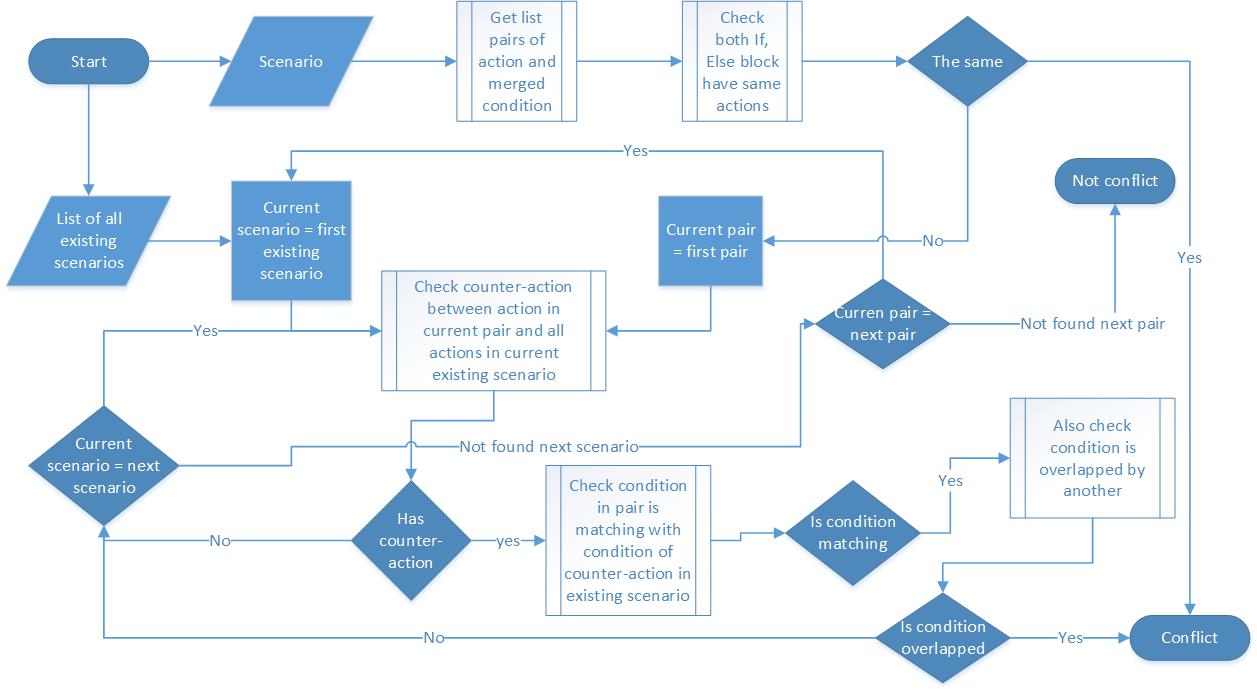 Start
Scenario
Get list
pairs of
action and
merged
condition
Check
both If,
Else block
have same
actions
The same
Yes
Not conflict
List of all
existing
scenarios
Current
scenario = first
existing
scenario
Current pair
= first pair
No
Yes
Check counter-action
between action in
current pair and all
actions in current
existing scenario
Yes
Curren pair =
next pair
Not found next pair
Current
scenario = next
scenario
Not found next scenario
Also check
condition is
overlapped by
another
Has
counter-
action
No
yes
Check condition
in pair is
matching with
condition of
counter-action in
existing scenario
Is condition
matching
Yes
Is condition
overlapped
No
Yes
Conflict